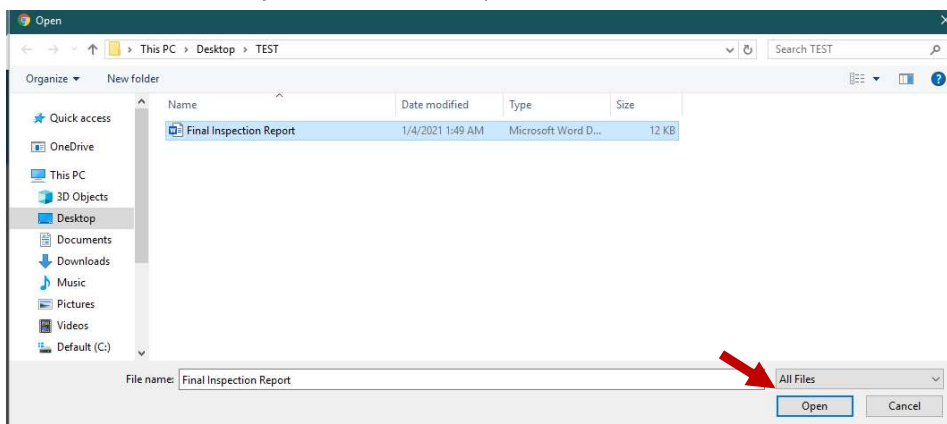 Open
This PC > Desktop > TEST
Search TEST
Organize
New folder
Name Date modified Type Size
Final Inspection Report 1/4/2021 1:49 AM Microsoft Word D... 12 KB
Quick access
OneDrive
This PC
3D Objects
Desktop
Documents
Downloads
Music
Pictures
Videos
Default (C:)
File name: Final Inspection Report
All Files
Open Cancel